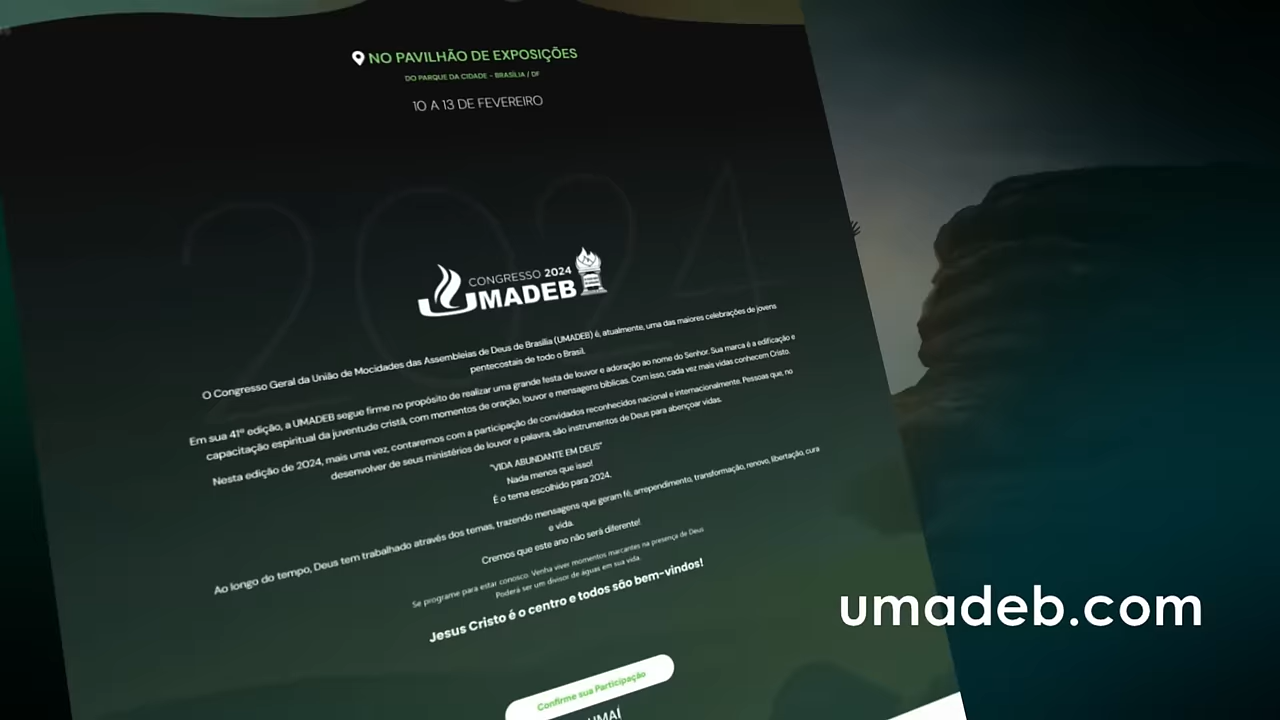 NO PAVILHÃO DE EXPOSIÇÕES
DO PARQUE DA CIDADE - BRASÍLIA / DF
10 A 13 DE FEVEREIRO
2024
CONGRESSO 2024
UMADEB
O Congresso Geral da União de Mocidades das Assembleias de Deus de Brasília (UMADEB) é, atualmente, uma das maiores celebrações de jovens
pentecostais de todo o Brasil.
Em sua 41ª edição, a UMADEB segue firme no propósito de realizar uma grande festa de louvor e adoração ao nome do Senhor. Sua marca é a edificação e
capacitação espiritual da juventude cristã, com momentos de oração, louvor e mensagens bíblicas. Com isso, cada vez mais vidas conhecem Cristo.
Nesta edição de 2024, mais uma vez, contaremos com a participação de convidados reconhecidos nacional e internacionalmente. Pessoas que, no
desenvolver de seus ministérios de louvor e palavra, são instrumentos de Deus para abençoar vidas.
"VIDA ABUNDANTE EM DEUS"
Nada menos que isso!
É o tema escolhido para 2024.
Ao longo do tempo, Deus tem trabalhado através dos temas, trazendo mensagens que geram fé, arrependimento, transformação, renovo, libertação, cura
e vida.
Cremos que este ano não será diferente!
Se programe para estar conosco. Venha viver momentos marcantes na presença de Deus
Poderá ser um divisor de águas em sua vida.
Jesus Cristo é o centro e todos são bem-vindos!
Confirme sua Participação
umadeb.com